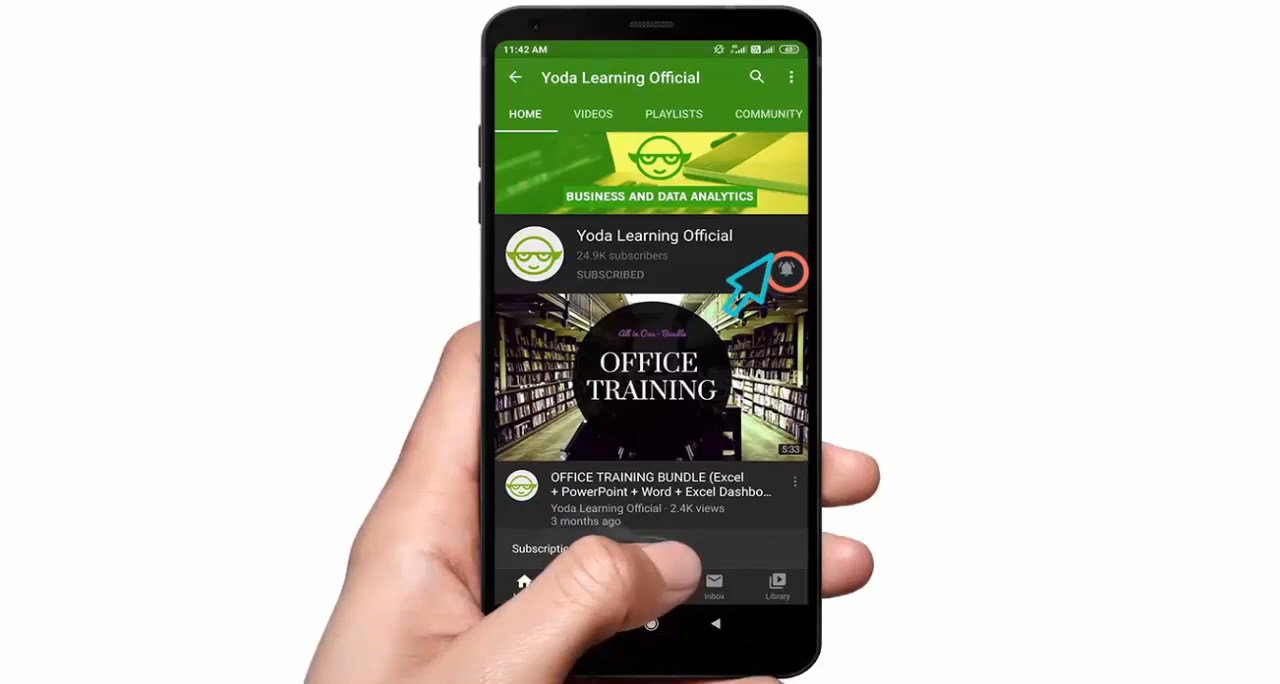 11:42 AM
Yoda Learning Official
HOME VIDEOS PLAYLISTS COMMUNITY
BUSINESS AND DATA ANALYTICS
Yoda Learning Official
24.9K subscribers
SUBSCRIBED
All in One - Bundle
OFFICE
TRAINING
5:33
OFFICE TRAINING BUNDLE (Excel
+ PowerPoint + Word + Excel Dashbo...
Yoda Learning Official · 2.4K views
3 months ago
Inbox Library